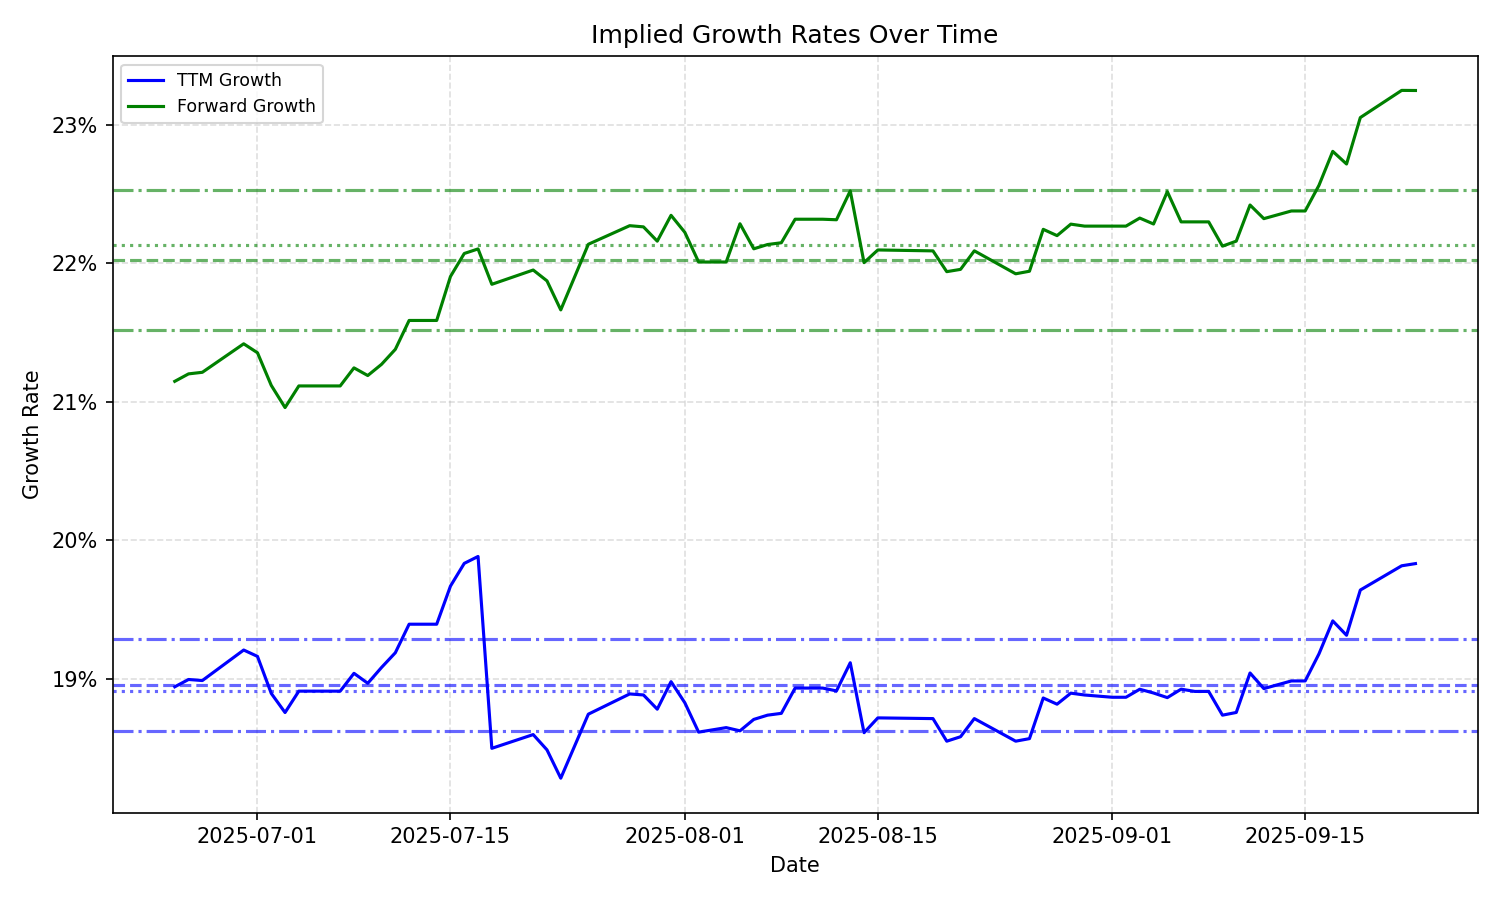 Implied Growth Rates Over Time
TTM Growth
Forward Growth
23%
22%
21%
20%
19%
Growth Rate
2025-07-01
2025-07-15
2025-08-01
2025-08-15
2025-09-01
2025-09-15
Date